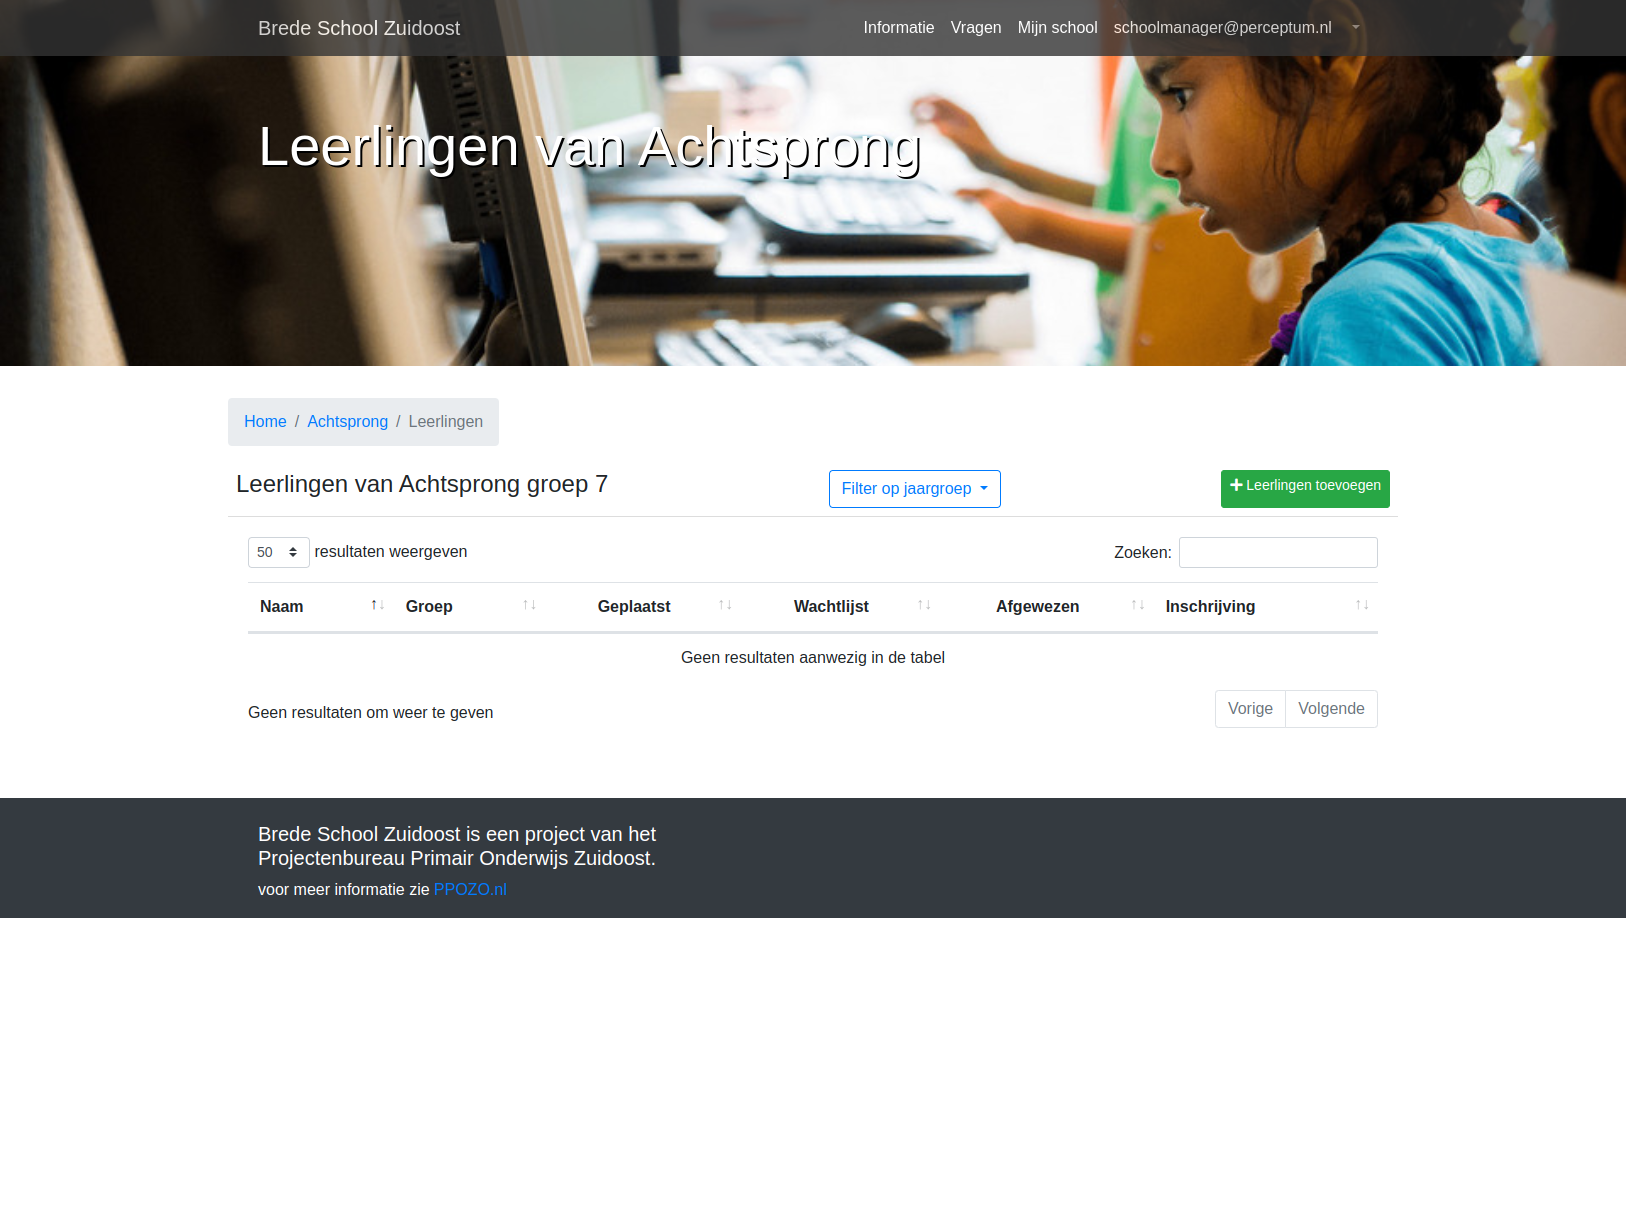 Brede School Zuidoost
Informatie Vragen Mijn school schoolmanager@perceptum.nl
Leerlingen van Achtsprong
Home / Achtsprong / Leerlingen
Leerlingen van Achtsprong groep 7
Filter op jaargroep
Leerlingen toevoegen
50 resultaten weergeven
Zoeken:
Naam Groep Geplaatst Wachtlijst Afgewezen Inschrijving
Geen resultaten aanwezig in de tabel
Geen resultaten om weer te geven
Vorige Volgende
Brede School Zuidoost is een project van het
Projectenbureau Primair Onderwijs Zuidoost.
voor meer informatie zie PPOZO.nl